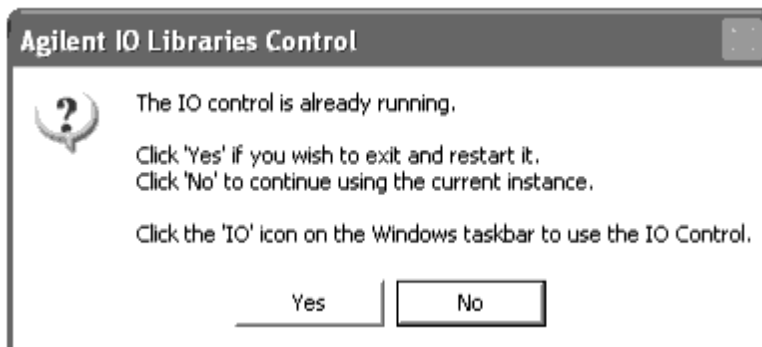 Agilent IO Libraries Control
?
The IO control is already running.
Click 'Yes' if you wish to exit and restart it.
Click 'No' to continue using the current instance.
Click the 'IO' icon on the Windows taskbar to use the IO Control.
Yes No